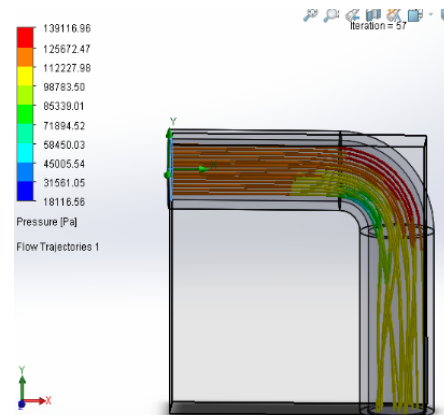 Iteration = 57
139116.96
125672.47
112227.98
98783.50
85339.01
71894.52
58450.03
45005.54
31561.05
18116.56
Pressure [Pa]
Flow Trajectories 1
Y
Y
X